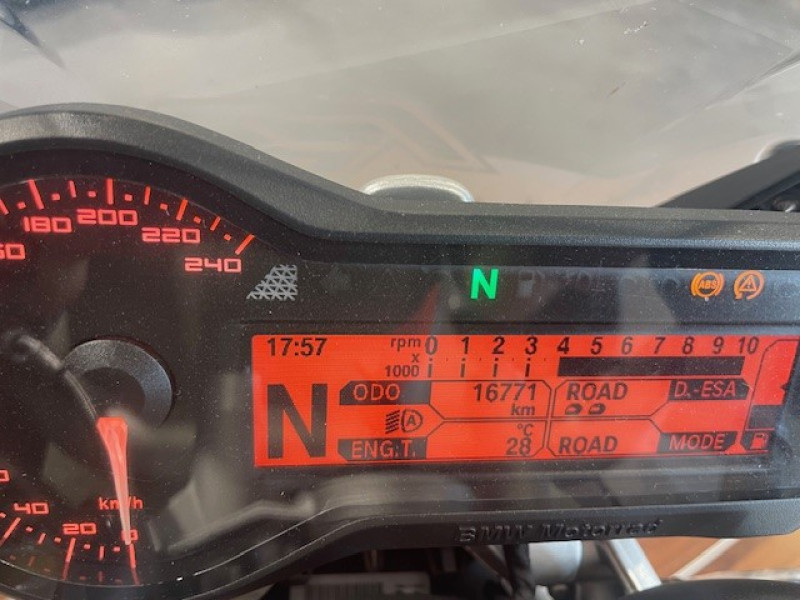 180 200 220 240
N ABS
17:57 rpm 0 1 2 3 4 5 6 7 8 9 10
x
1000
N ODO 16771 km ROAD D.-ESA
A °C
ENG.T. 28 ROAD MODE
40 km/h
20 0
BMW Motorrad